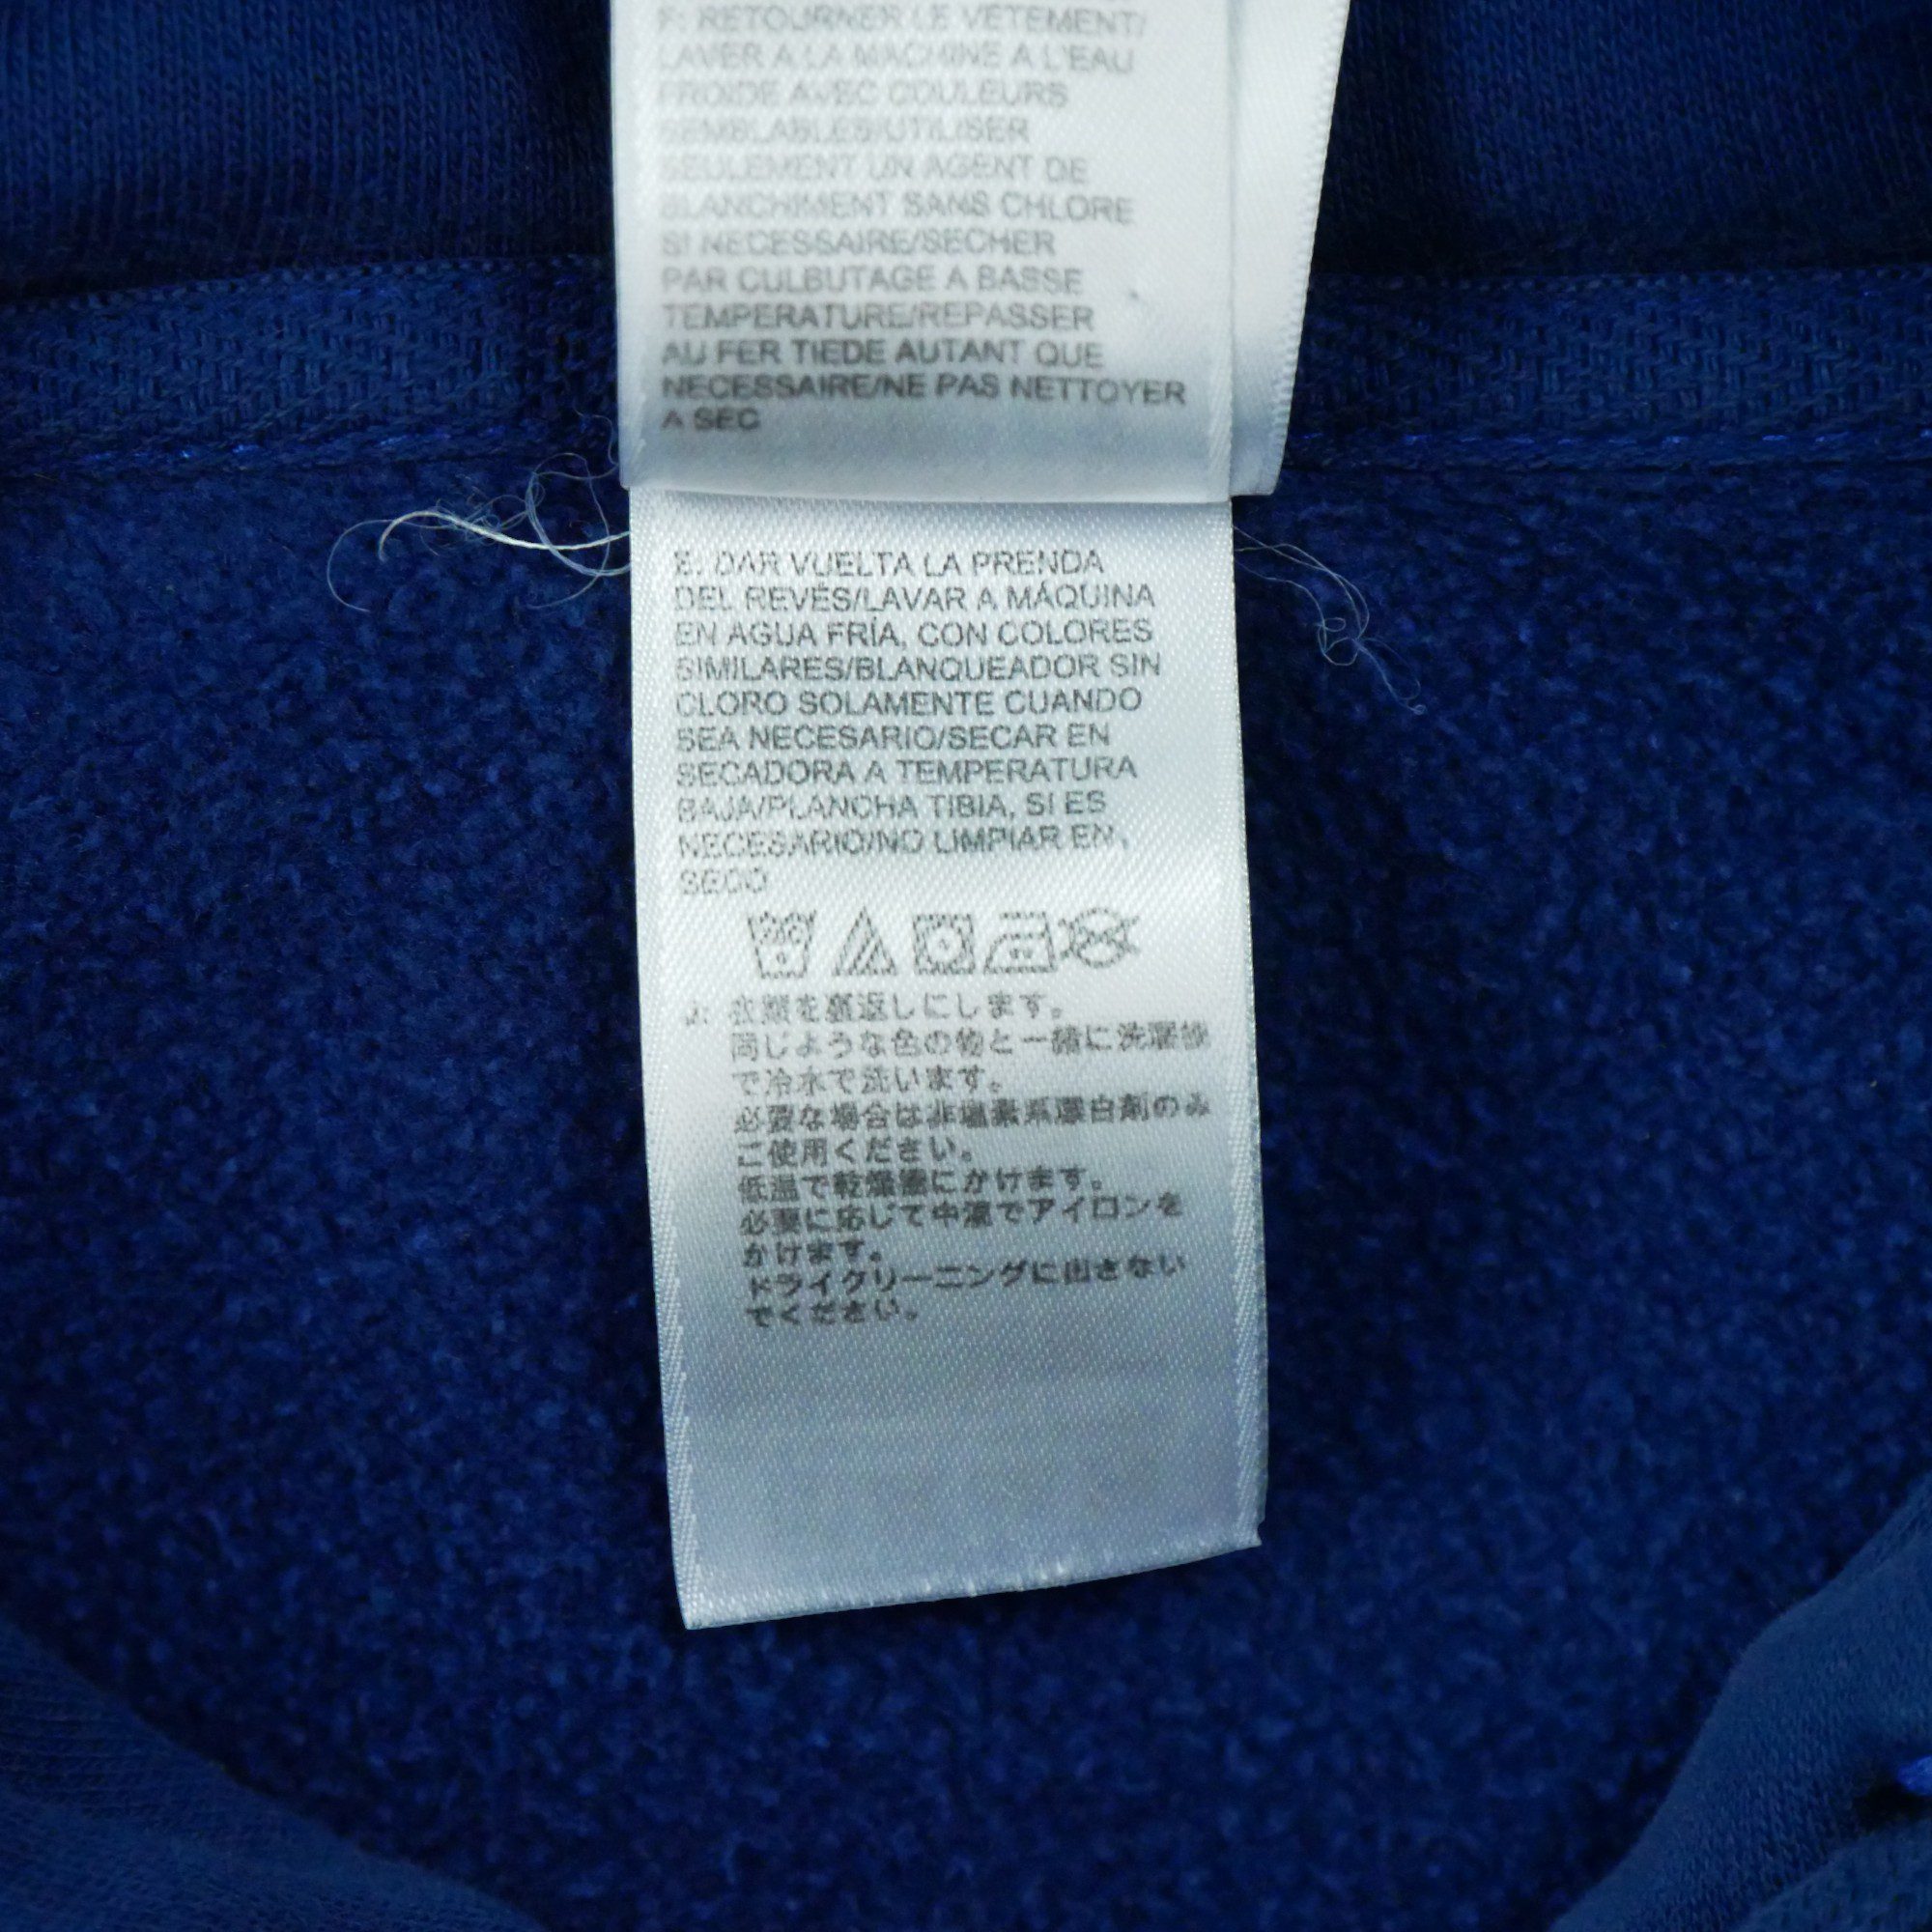 F: RETOURNER LE VETEMENT/
LAVER A LA MACHINE A L'EAU
FROIDE AVEC COULEURS
SEMBLABLES/UTILISER
SEULEMENT UN AGENT DE
BLANCHIMENT SANS CHLORE
SI NECESSAIRE/SECHER
PAR CULBUTAGE A BASSE
TEMPERATURE/REPASSER
AU FER TIEDE AUTANT QUE
NECESSAIRE/NE PAS NETTOYER
A SEC
E: DAR VUELTA LA PRENDA
DEL REVÉS/LAVAR A MÁQUINA
EN AGUA FRÍA, CON COLORES
SIMILARES/BLANQUEADOR SIN
CLORO SOLAMENTE CUANDO
SEA NECESARIO/SECAR EN
SECADORA A TEMPERATURA
BAJA/PLANCHA TIBIA, SI ES
NECESARIO/NO LIMPIAR EN
SECO
J: 衣類を裏返しにします。
同じような色の物と一緒に洗濯機
で冷水で洗います。
必要な場合は非塩素系漂白剤のみ
ご使用ください。
低温で乾燥機にかけます。
必要に応じて中温でアイロンを
かけます。
ドライクリーニングに出さない
でください。